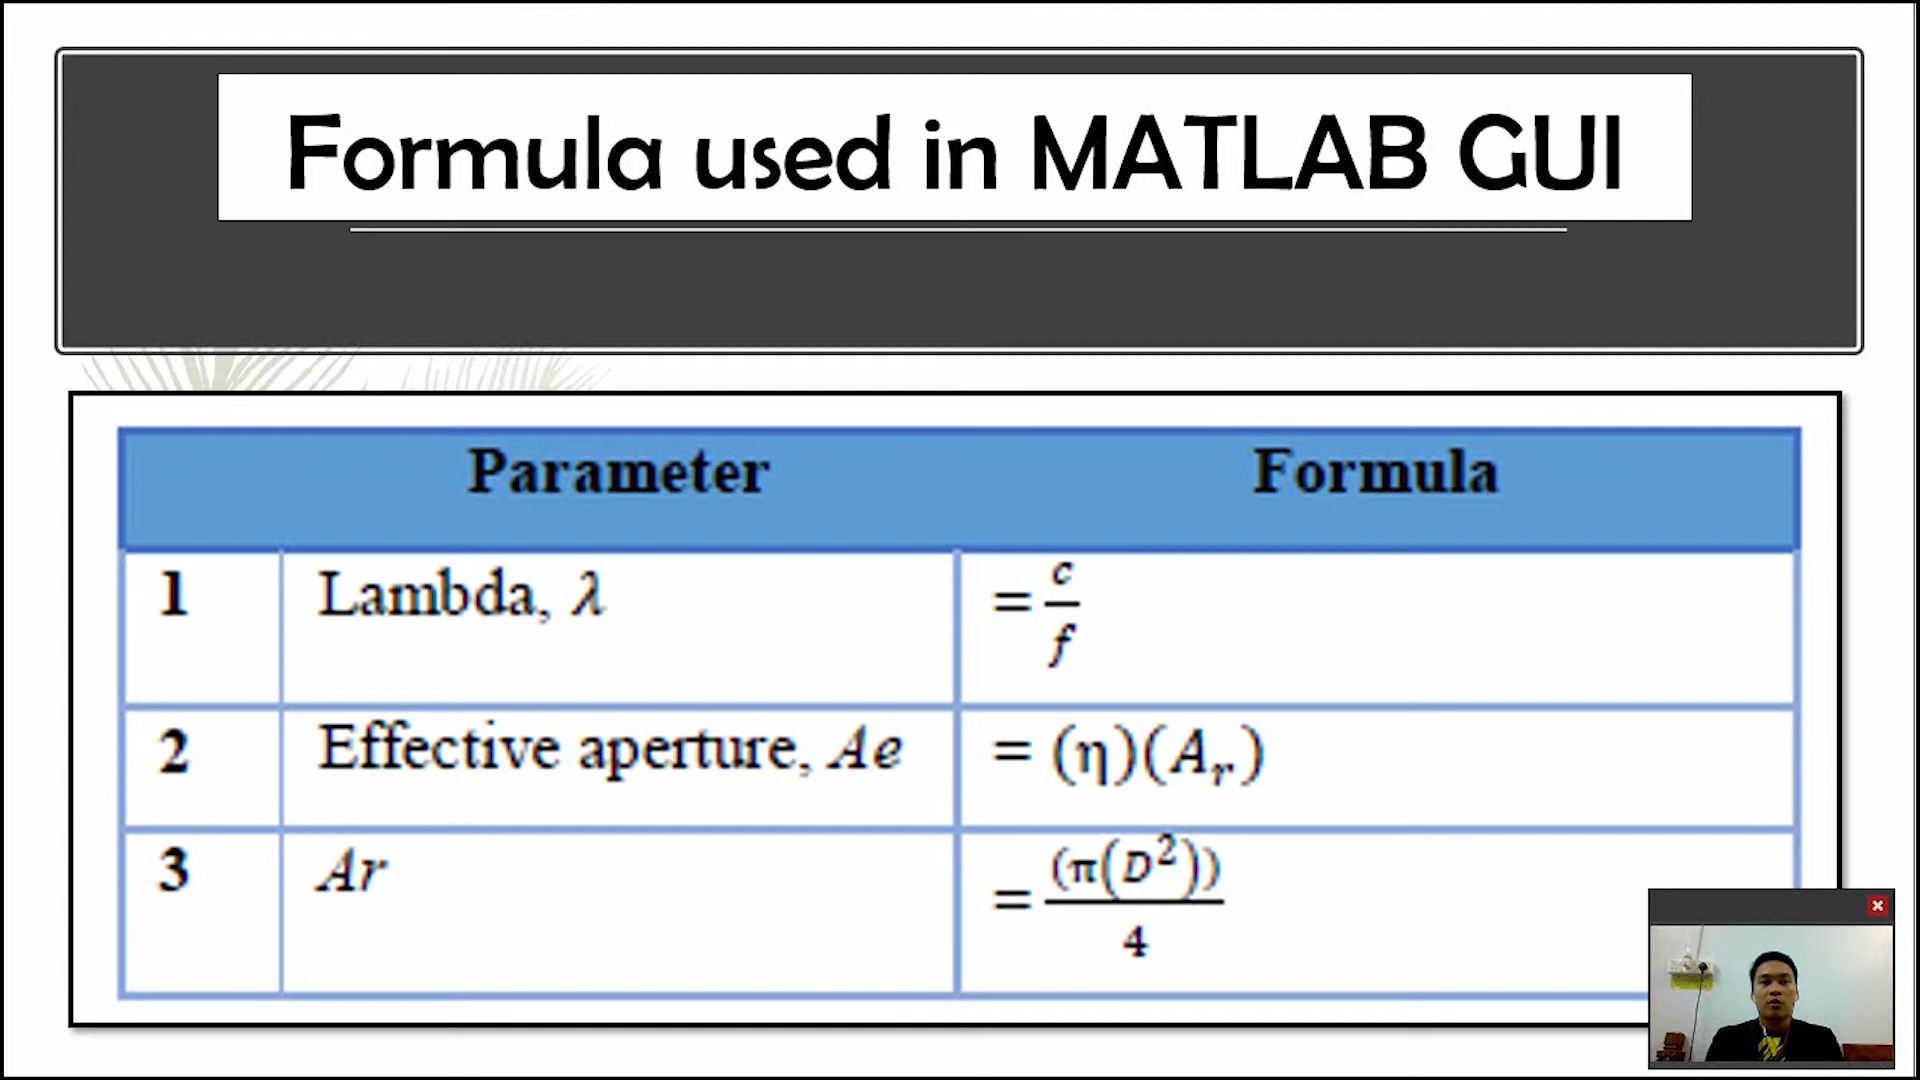 Formula used in MATLAB GUI
Parameter Formula
1 Lambda, λ = c/f
2 Effective aperture, Ae = (η)(Aᵣ)
3 Ar = (π(D²))/4